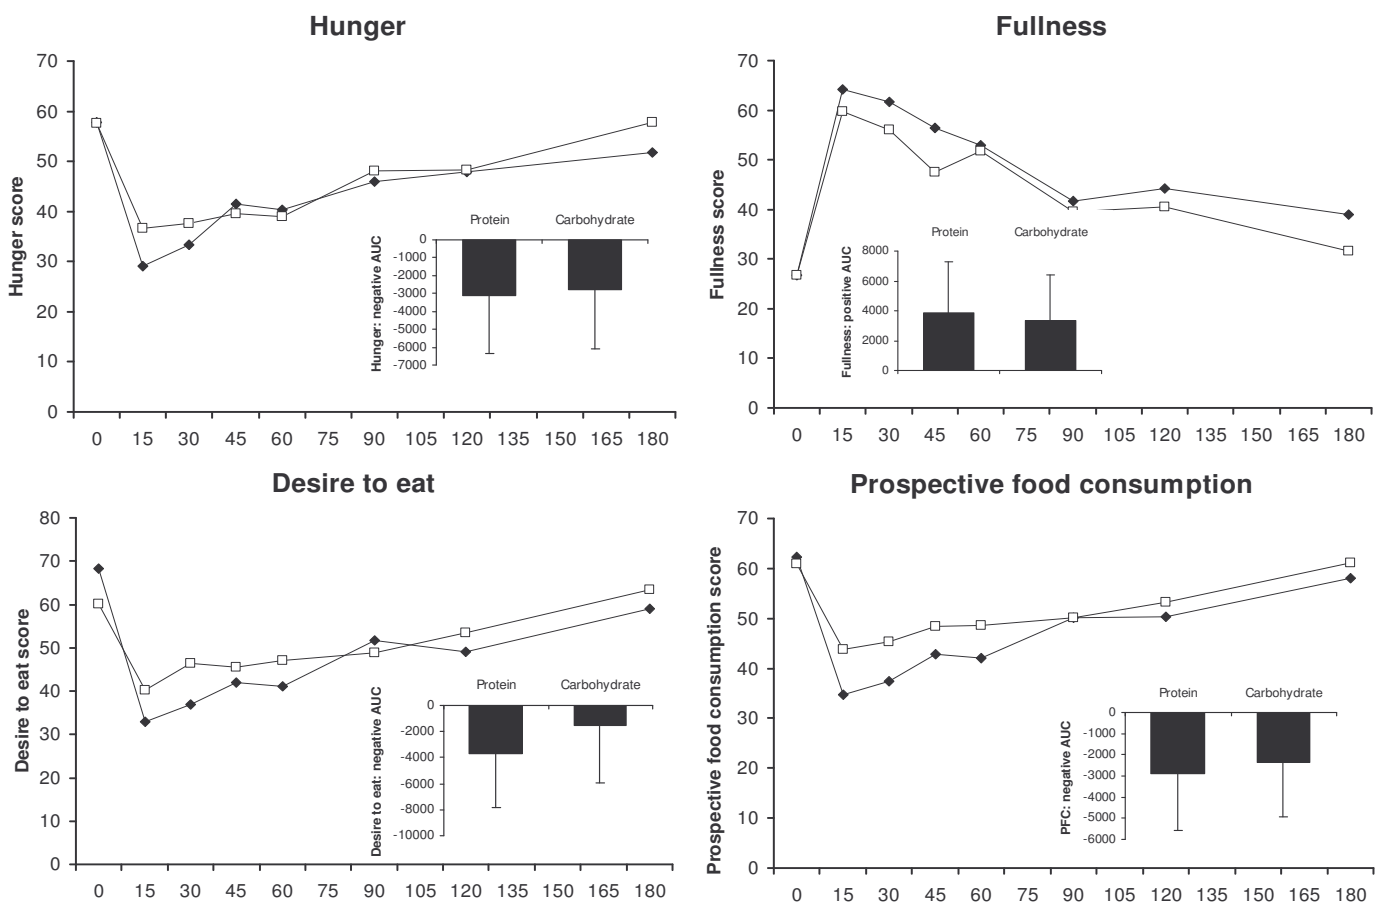 Hunger
Hunger score
70
60
50
40
30
20
10
0
0 15 30 45 60 75 90 105 120 135 150 165 180
Protein Carbohydrate
Hunger: negative AUC
0
-1000
-2000
-3000
-4000
-5000
-6000
-7000
Fullness
Fullness score
70
60
50
40
30
20
10
0
0 15 30 45 60 75 90 105 120 135 150 165 180
Protein Carbohydrate
Fullness: positive AUC
8000
6000
4000
2000
0
Desire to eat
Desire to eat score
80
70
60
50
40
30
20
10
0
0 15 30 45 60 75 90 105 120 135 150 165 180
Protein Carbohydrate
Desire to eat: negative AUC
0
-2000
-4000
-6000
-8000
-10000
Prospective food consumption
Prospective food consumption score
70
60
50
40
30
20
10
0
0 15 30 45 60 75 90 105 120 135 150 165 180
Protein Carbohydrate
PFC: negative AUC
0
-1000
-2000
-3000
-4000
-5000
-6000